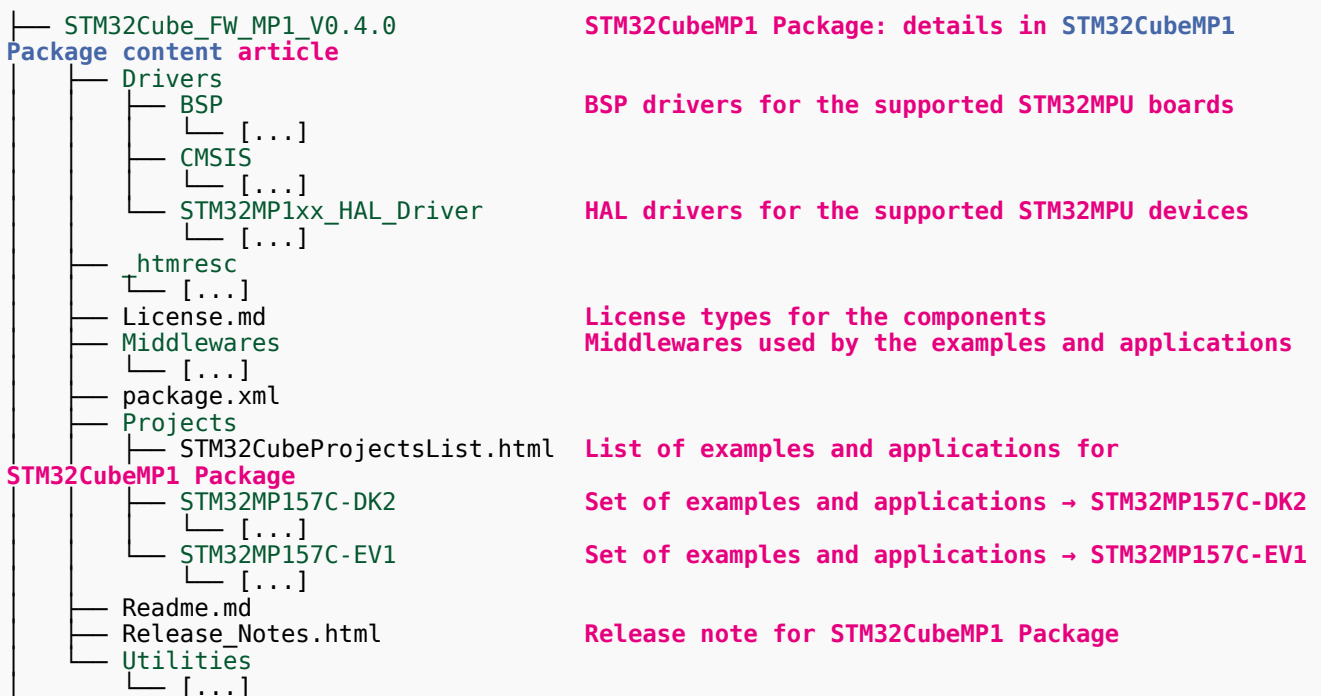 ├── STM32Cube_FW_MP1_V0.4.0             STM32CubeMP1 Package: details in STM32CubeMP1
Package content article
│   ├── Drivers
│   │   ├── BSP                         BSP drivers for the supported STM32MPU boards
│   │   │   └── [...]
│   │   ├── CMSIS
│   │   │   └── [...]
│   │   └── STM32MP1xx_HAL_Driver       HAL drivers for the supported STM32MPU devices
│   │       └── [...]
│   ├── _htmresc
│   │   └── [...]
│   ├── License.md                      License types for the components
│   ├── Middlewares                     Middlewares used by the examples and applications
│   │   └── [...]
│   ├── package.xml
│   ├── Projects
│   │   ├── STM32CubeProjectsList.html  List of examples and applications for
STM32CubeMP1 Package
│   │   ├── STM32MP157C-DK2             Set of examples and applications → STM32MP157C-DK2
│   │   │   └── [...]
│   │   └── STM32MP157C-EV1             Set of examples and applications → STM32MP157C-EV1
│   │       └── [...]
│   ├── Readme.md
│   ├── Release_Notes.html              Release note for STM32CubeMP1 Package
│   └── Utilities
│       └── [...]